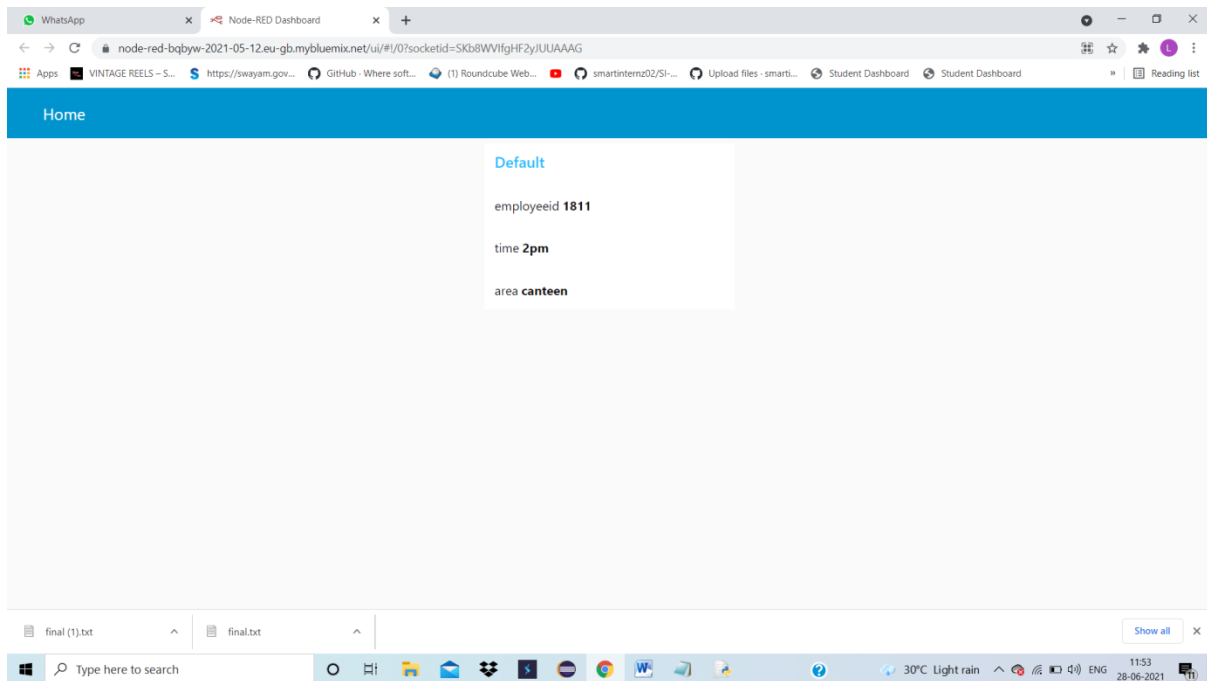 WhatsApp
Node-RED Dashboard
node-red-bqbyw-2021-05-12.eu-gb.mybluemix.net/ui/#!/0?socketid=SKb8WVlfgHF2yJUUAAAG
Apps VINTAGE REELS – S... https://swayam.gov... GitHub · Where soft... (1) Roundcube Web... smartinternz02/SI-... Upload files · smarti... Student Dashboard Student Dashboard » Reading list
L
Home
Default
employeeid 1811
time 2pm
area canteen
final (1).txt final.txt Show all
Type here to search 30°C Light rain ENG 11:53
28-06-2021